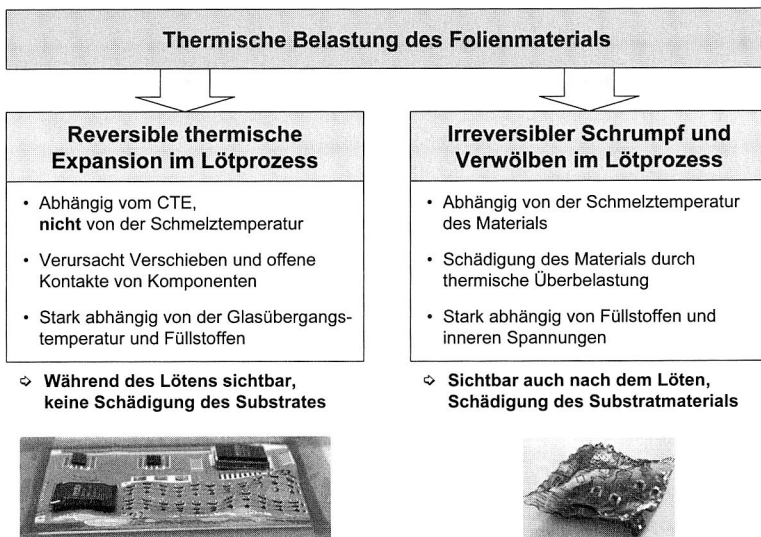 Thermische Belastung des Folienmaterials
Reversible thermische
Expansion im Lötprozess
• Abhängig vom CTE,
nicht von der Schmelztemperatur
• Verursacht Verschieben und offene
Kontakte von Komponenten
• Stark abhängig von der Glasübergangs-
temperatur und Füllstoffen
➪ Während des Lötens sichtbar,
keine Schädigung des Substrates
Irreversibler Schrumpf und
Verwölben im Lötprozess
• Abhängig von der Schmelztemperatur
des Materials
• Schädigung des Materials durch
thermische Überbelastung
• Stark abhängig von Füllstoffen und
inneren Spannungen
➪ Sichtbar auch nach dem Löten,
Schädigung des Substratmaterials